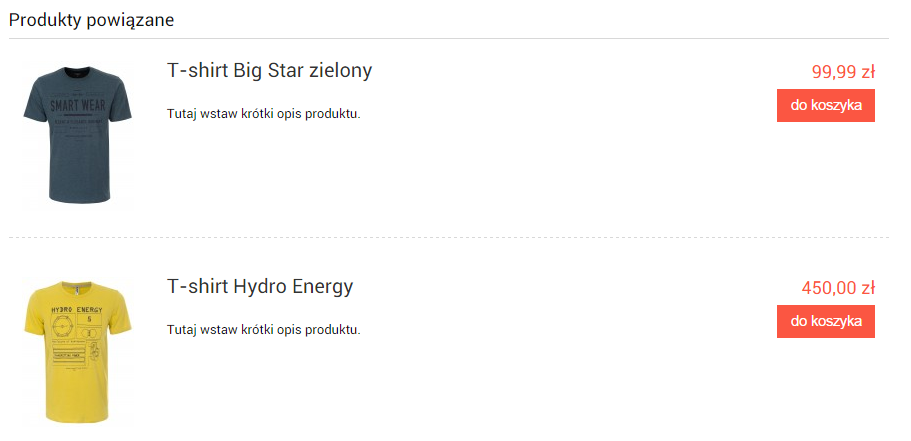 Produkty powiązane
T-shirt Big Star zielony
99,99 zł
SMART WEAR
Tutaj wstaw krótki opis produktu.
do koszyka
T-shirt Hydro Energy
450,00 zł
HYDRO ENERGY
Tutaj wstaw krótki opis produktu.
do koszyka